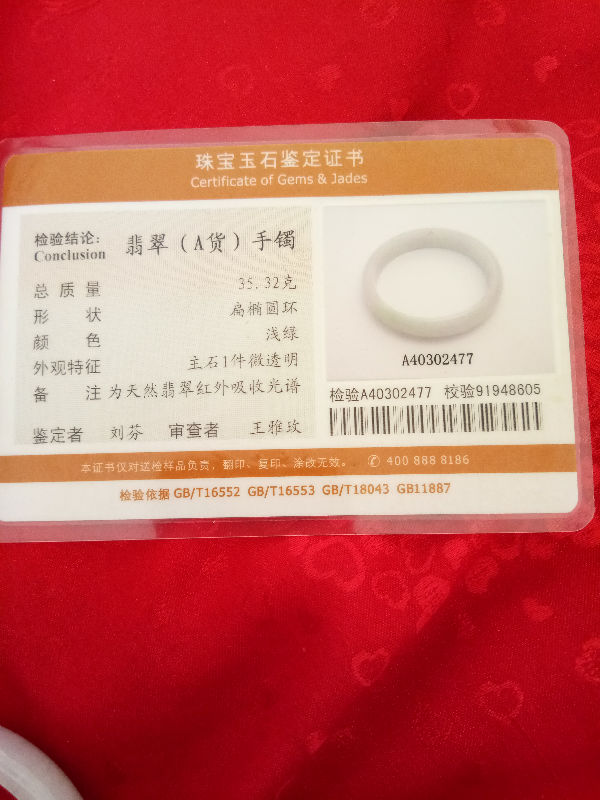 珠宝玉石鉴定证书
Certificate of Gems & Jades
检验结论： 翡翠（A货）手镯
Conclusion
总质量 35.32克
形状 扁椭圆环
颜色 浅绿
外观特征 主石1件微透明
备注 为天然翡翠红外吸收光谱
鉴定者 刘芬 审查者 王雅玫
A40302477
检验A40302477 校验91948605
本证书仅对送检样品负责，翻印、复印、涂改无效。 ✆ 400 888 8186
检验依据 GB/T16552 GB/T16553 GB/T18043 GB11887